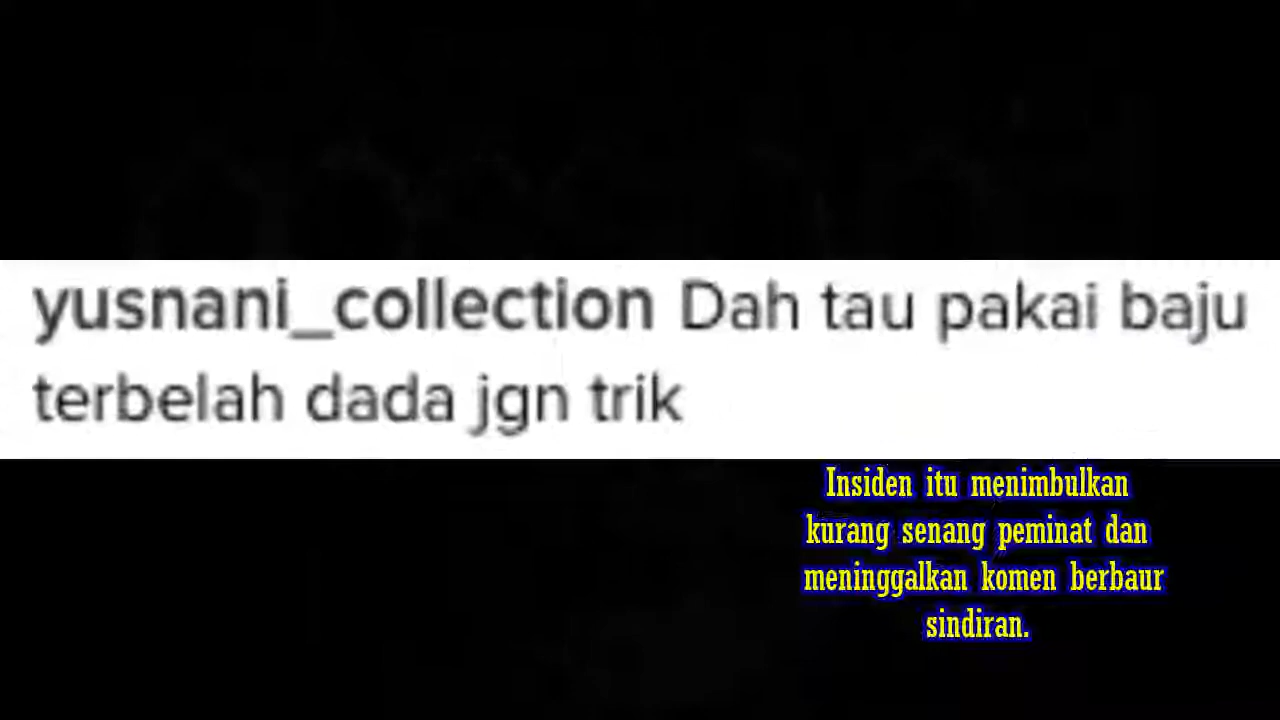 yusnani_collection Dah tau pakai baju
terbelah dada jgn trik
Insiden itu menimbulkan
kurang senang peminat dan
meninggalkan komen berbaur
sindiran.